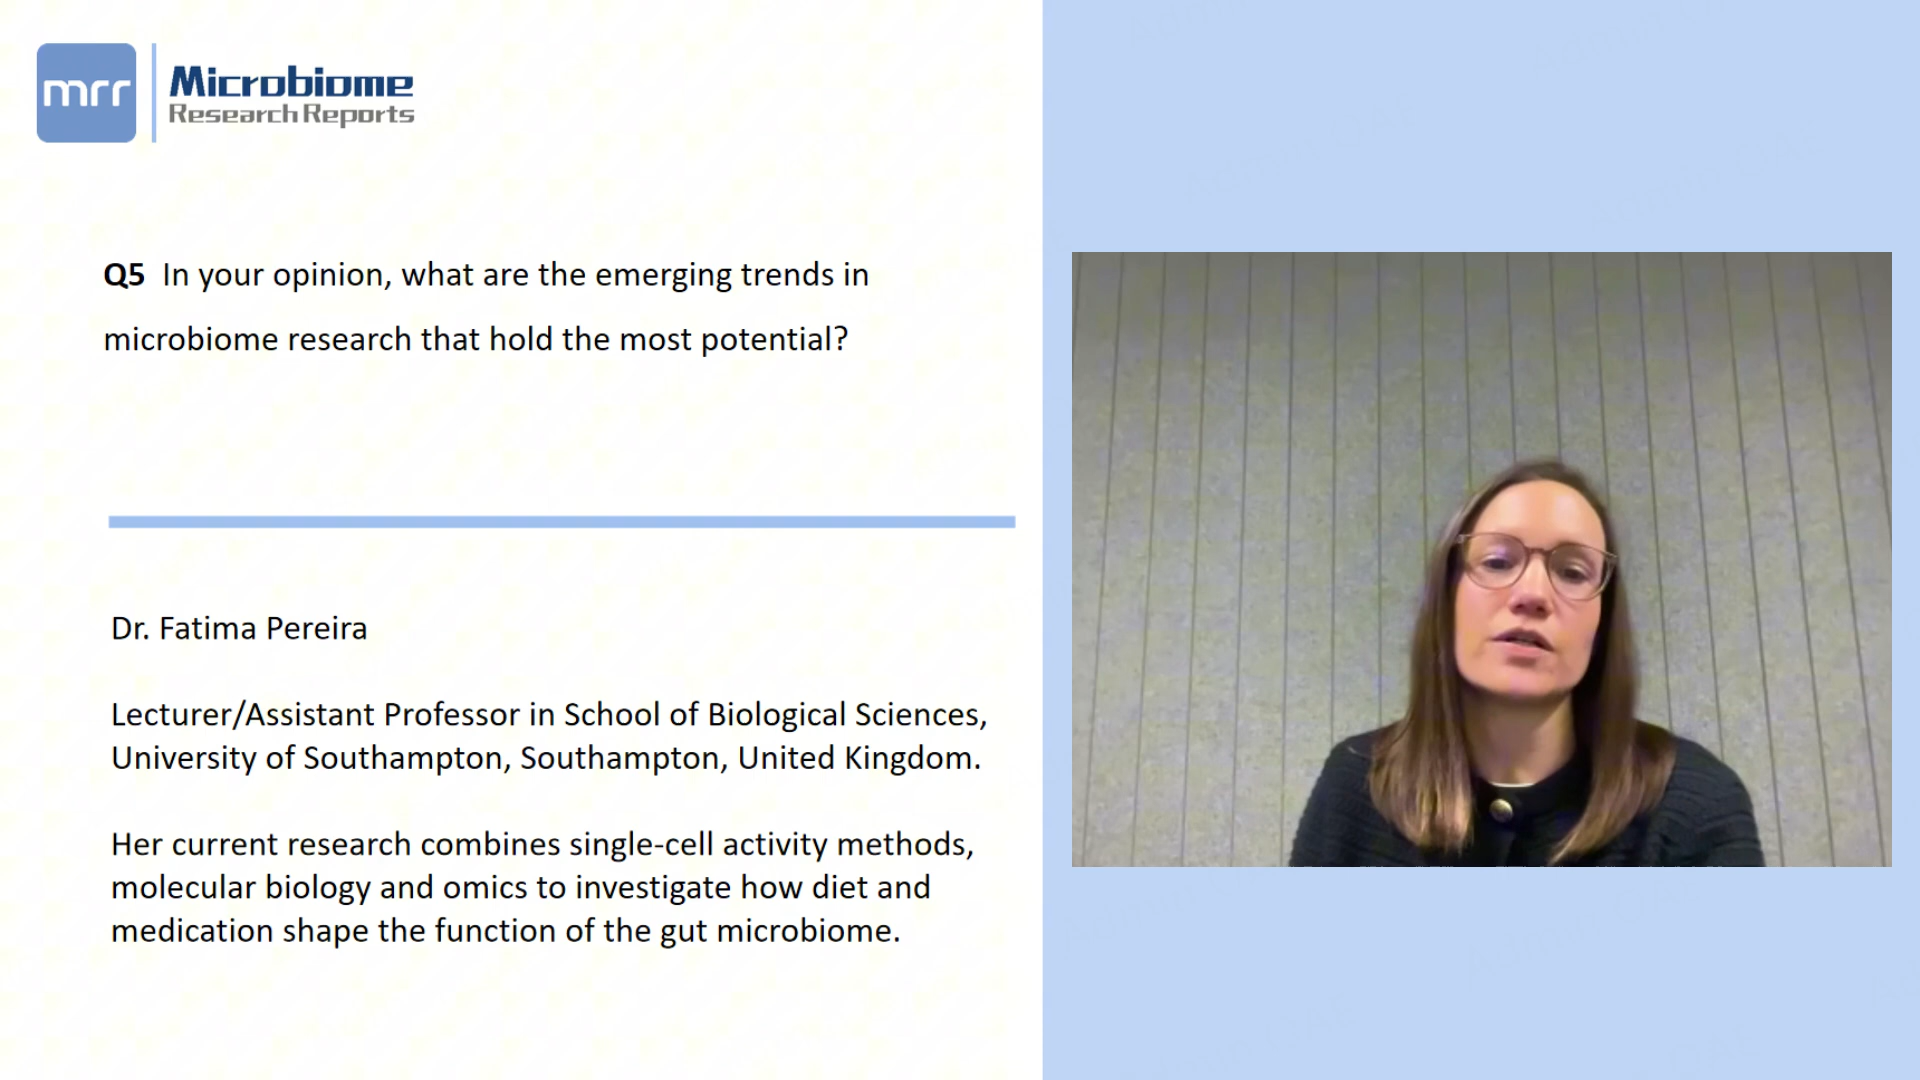 mrr
Microbiome
Research Reports
Q5 In your opinion, what are the emerging trends in
microbiome research that hold the most potential?
Dr. Fatima Pereira
Lecturer/Assistant Professor in School of Biological Sciences,
University of Southampton, Southampton, United Kingdom.
Her current research combines single-cell activity methods,
molecular biology and omics to investigate how diet and
medication shape the function of the gut microbiome.